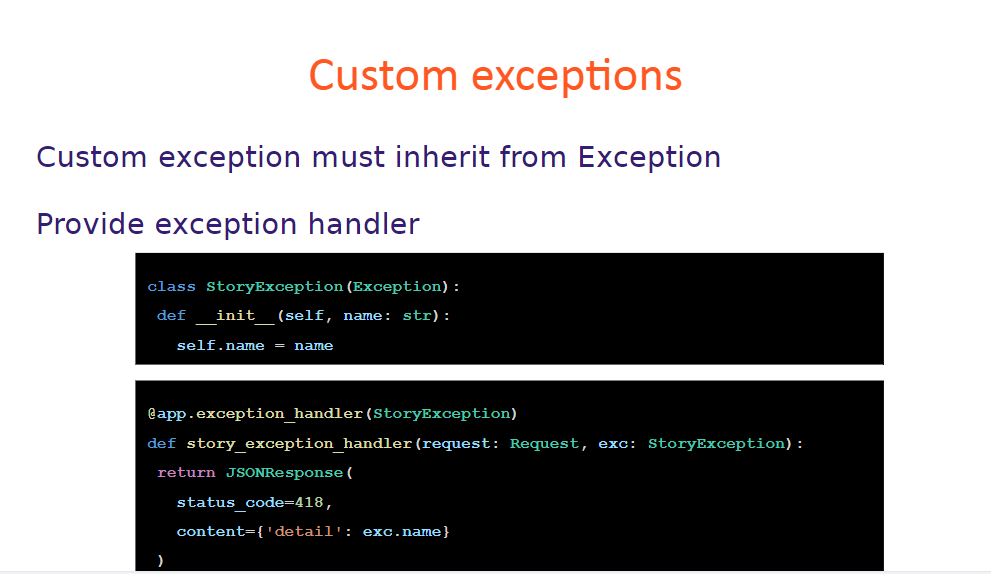 Custom exceptions
Custom exception must inherit from Exception
Provide exception handler
class StoryException(Exception):
 def __init__(self, name: str):
   self.name = name
@app.exception_handler(StoryException)
def story_exception_handler(request: Request, exc: StoryException):
 return JSONResponse(
   status_code=418,
   content={'detail': exc.name}
 )